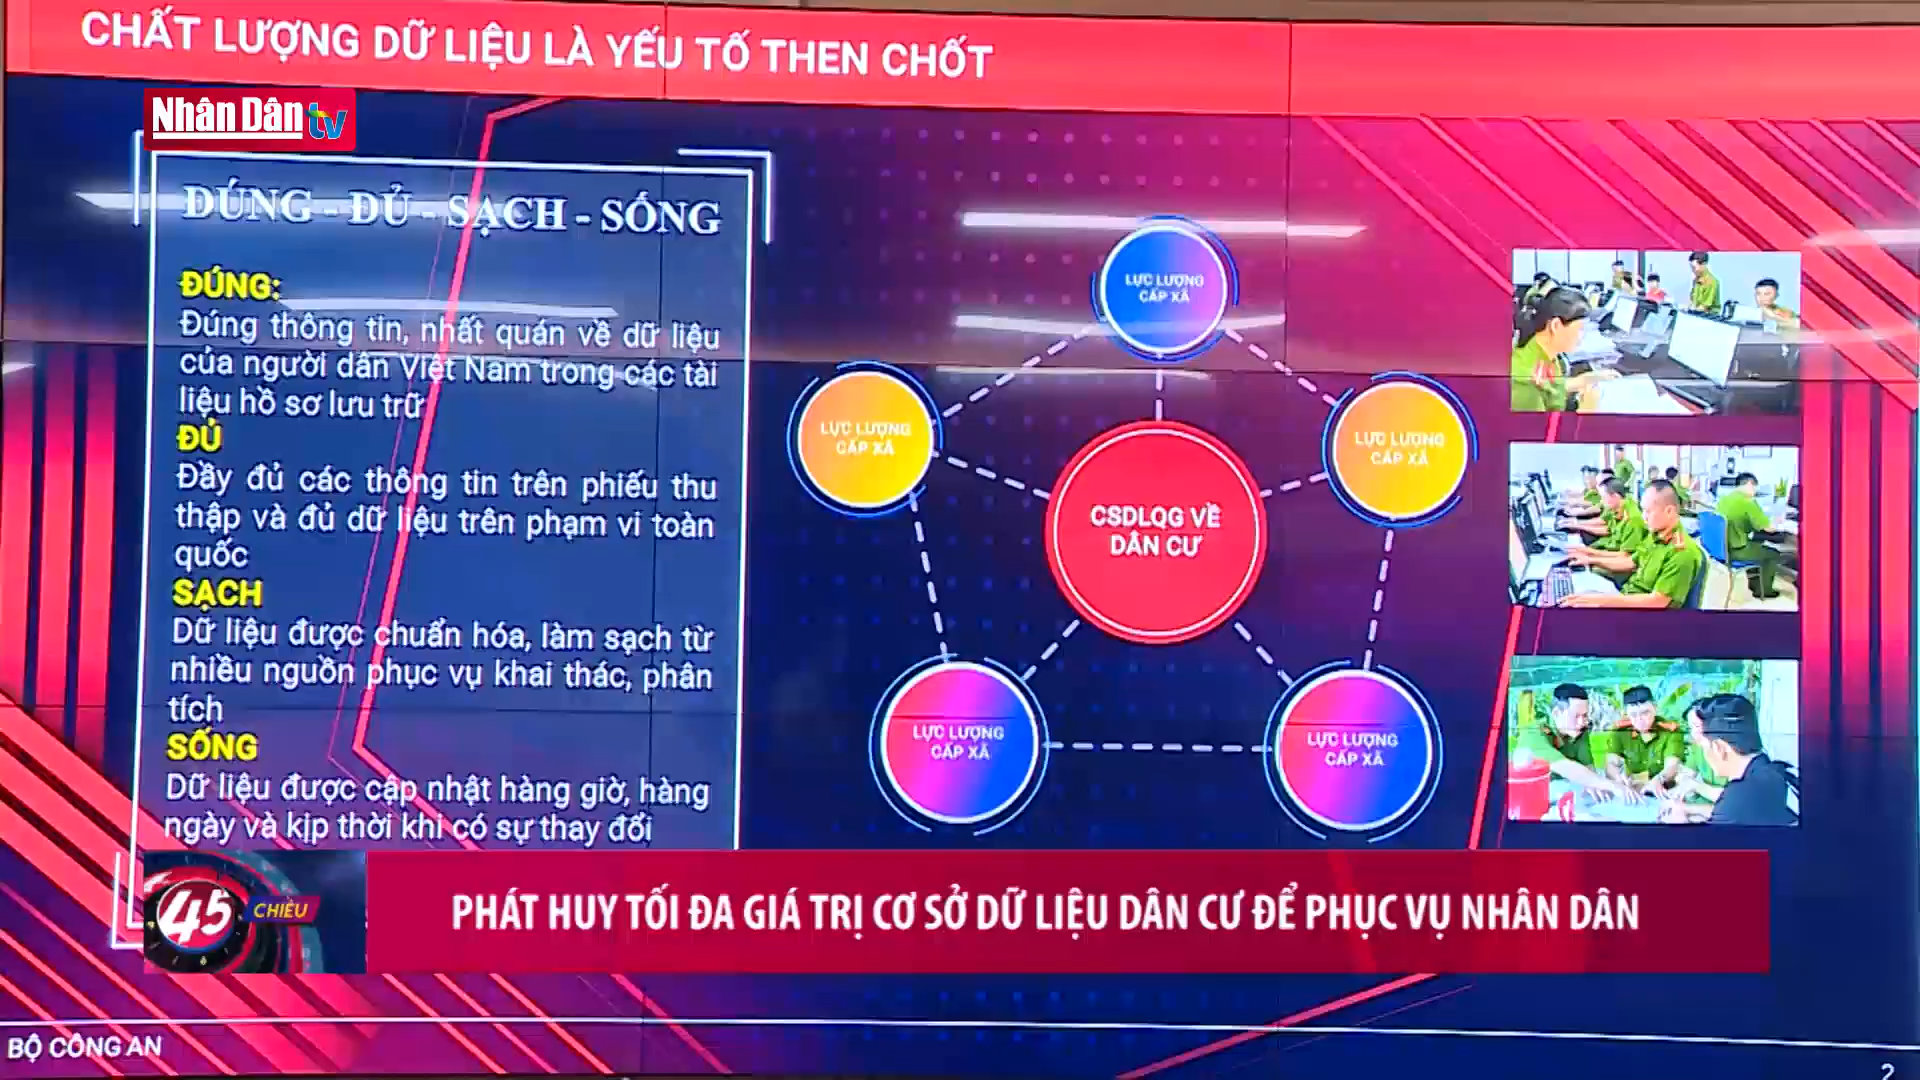 CHẤT LƯỢNG DỮ LIỆU LÀ YẾU TỐ THEN CHỐT
Nhân Dân tv
ĐÚNG - ĐỦ - SẠCH - SỐNG
ĐÚNG:
Đúng thông tin, nhất quán về dữ liệu
của người dân Việt Nam trong các tài
liệu hồ sơ lưu trữ
ĐỦ
Đầy đủ các thông tin trên phiếu thu
thập và đủ dữ liệu trên phạm vi toàn
quốc
SẠCH
Dữ liệu được chuẩn hóa, làm sạch từ
nhiều nguồn phục vụ khai thác, phân
tích
SỐNG
Dữ liệu được cập nhật hàng giờ, hàng
ngày và kịp thời khi có sự thay đổi
LỰC LƯỢNG
CẤP XÃ
LỰC LƯỢNG
CẤP XÃ
LỰC LƯỢNG
CẤP XÃ
CSDLQG VỀ
DÂN CƯ
LỰC LƯỢNG
CẤP XÃ
LỰC LƯỢNG
CẤP XÃ
45 CHIỀU
PHÁT HUY TỐI ĐA GIÁ TRỊ CƠ SỞ DỮ LIỆU DÂN CƯ ĐỂ PHỤC VỤ NHÂN DÂN
BỘ CÔNG AN
2